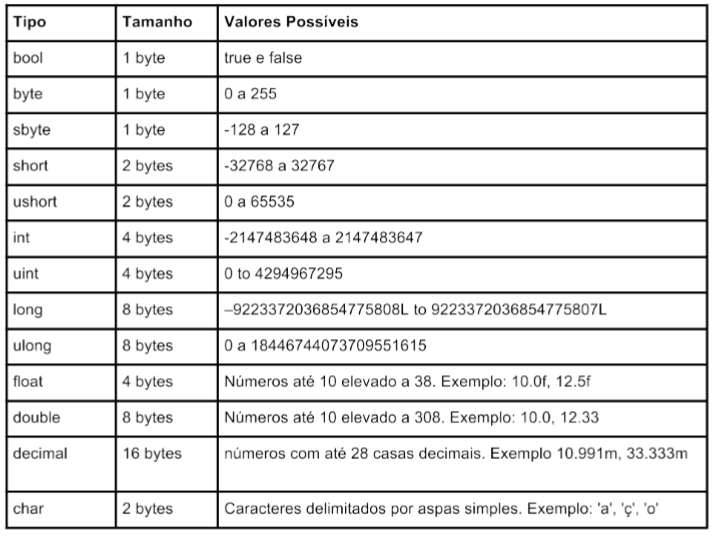 Tipo Tamanho Valores Possíveis
bool 1 byte true e false
byte 1 byte 0 a 255
sbyte 1 byte -128 a 127
short 2 bytes -32768 a 32767
ushort 2 bytes 0 a 65535
int 4 bytes -2147483648 a 2147483647
uint 4 bytes 0 to 4294967295
long 8 bytes –9223372036854775808L to 9223372036854775807L
ulong 8 bytes 0 a 18446744073709551615
float 4 bytes Números até 10 elevado a 38. Exemplo: 10.0f, 12.5f
double 8 bytes Números até 10 elevado a 308. Exemplo: 10.0, 12.33
decimal 16 bytes números com até 28 casas decimais. Exemplo 10.991m, 33.333m
char 2 bytes Caracteres delimitados por aspas simples. Exemplo: 'a', 'ç', 'o'